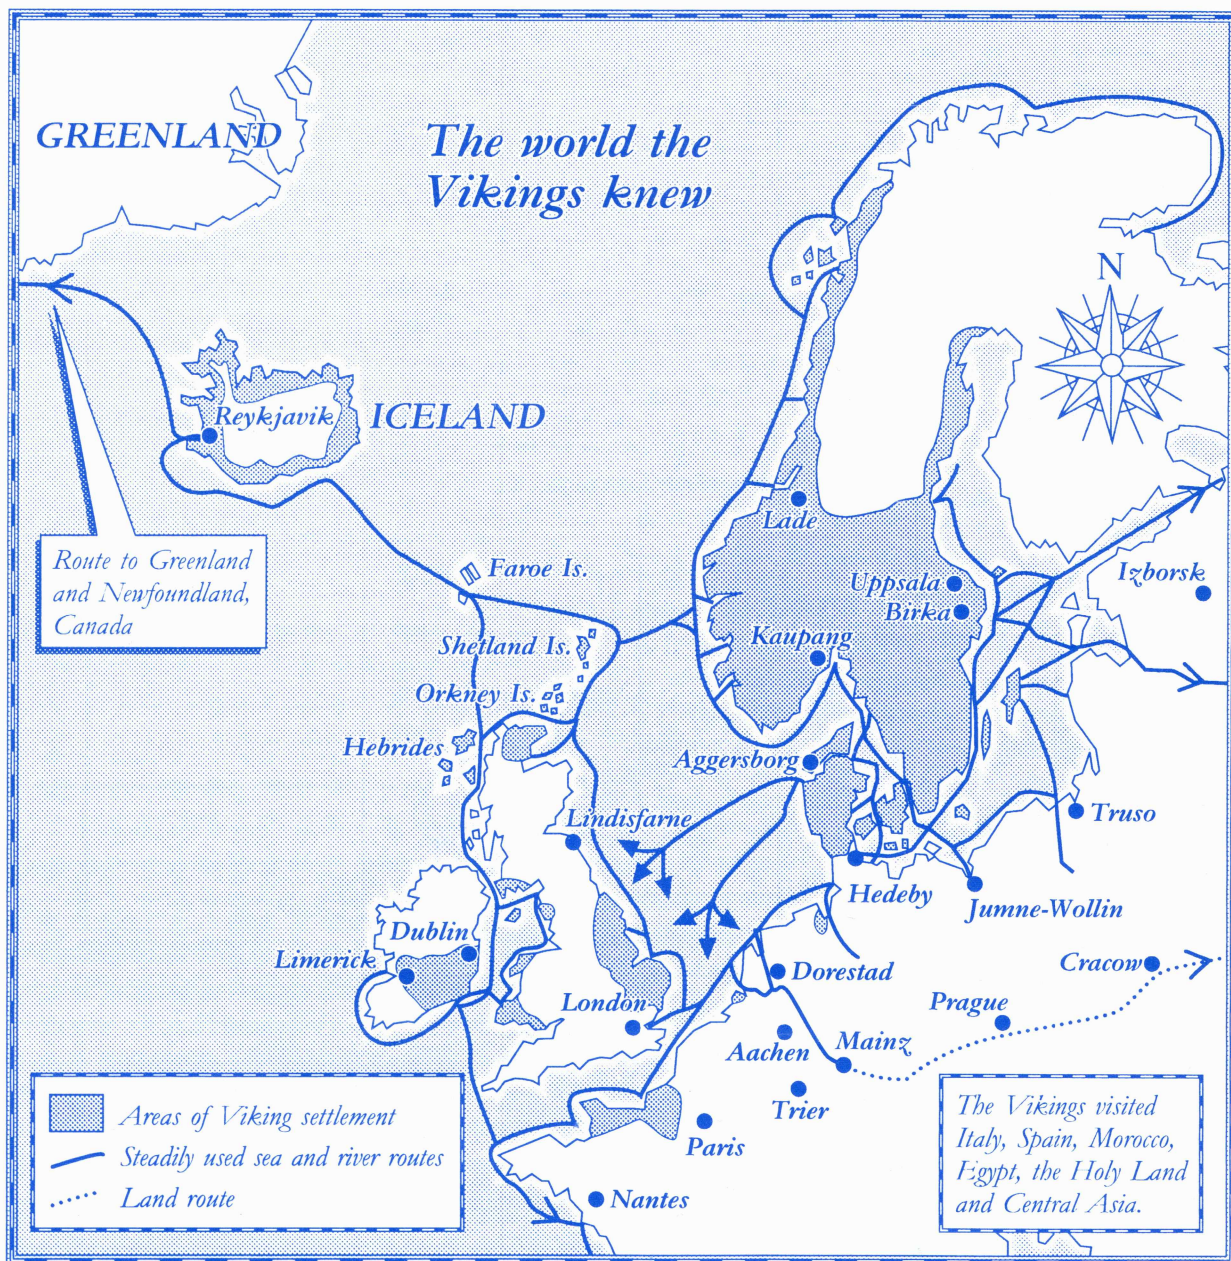 GREENLAND
The world the
Vikings knew
N
Reykjavik
ICELAND
Lade
Route to Greenland
and Newfoundland,
Canada
Faroe Is.
Izborsk
Uppsala
Birka
Shetland Is.
Kaupang
Orkney Is.
Hebrides
Aggersborg
Lindisfarne
Truso
Hedeby
Jumne-Wollin
Dublin
Limerick
Cracow
Dorestad
London
Prague
Aachen
Mainz
Trier
Paris
Nantes
Areas of Viking settlement
Steadily used sea and river routes
Land route
The Vikings visited
Italy, Spain, Morocco,
Egypt, the Holy Land
and Central Asia.